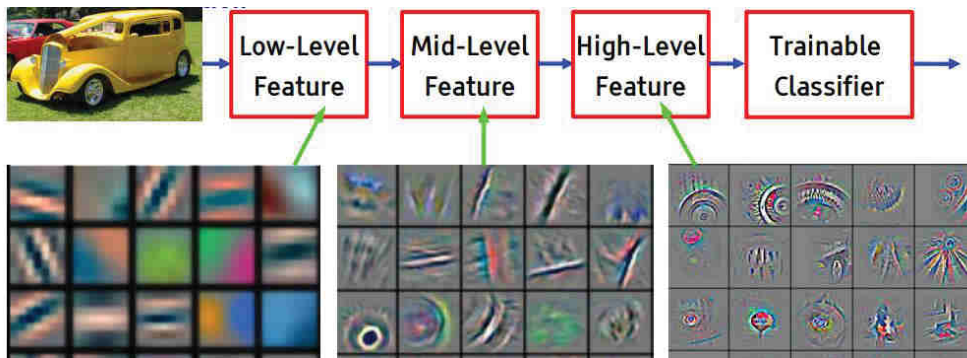 Low-Level
Feature
Mid-Level
Feature
High-Level
Feature
Trainable
Classifier